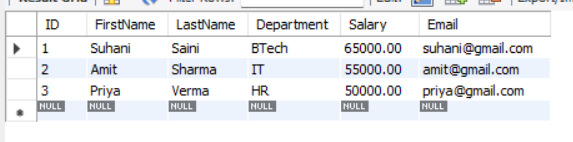 ID FirstName LastName Department Salary Email
1 Suhani Saini BTech 65000.00 suhani@gmail.com
2 Amit Sharma IT 55000.00 amit@gmail.com
3 Priya Verma HR 50000.00 priya@gmail.com
NULL NULL NULL NULL NULL NULL